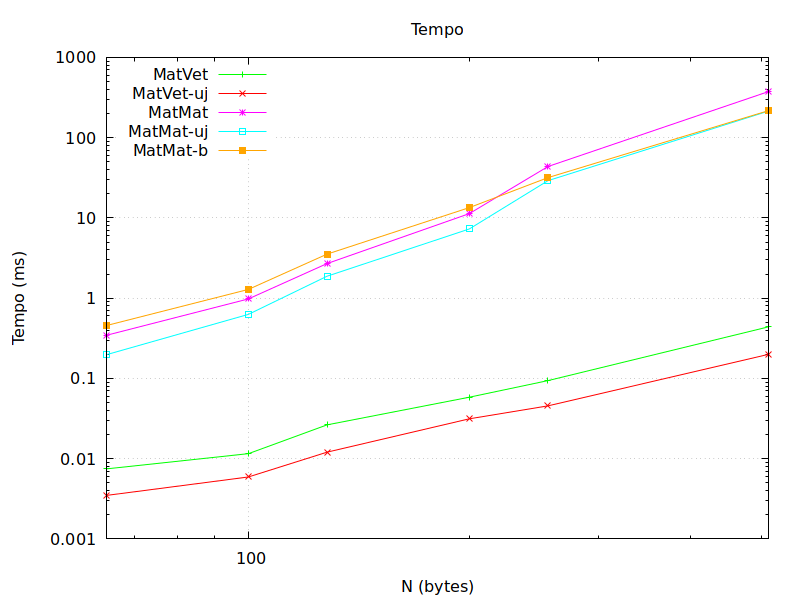 Tempo
1000
100
10
1
0.1
0.01
0.001
Tempo (ms)
MatVet
MatVet-uj
MatMat
MatMat-uj
MatMat-b
100
N (bytes)